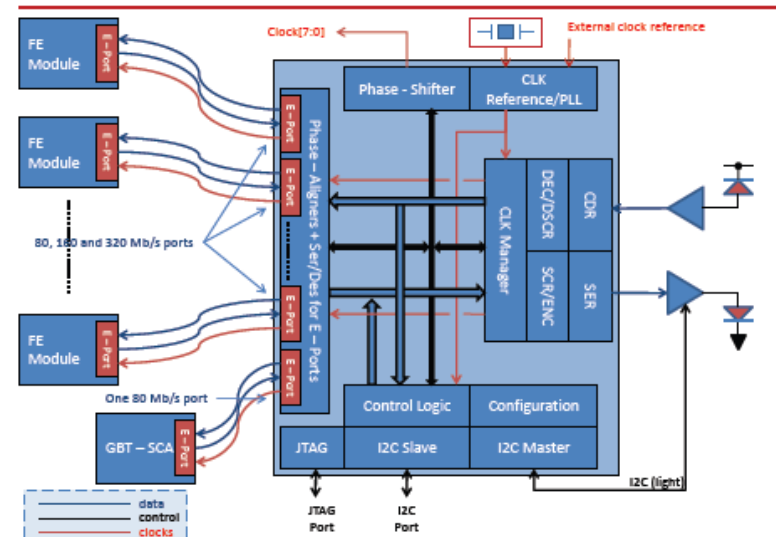 Clock[7:0]
External clock reference
FE
Module
E – Port
Phase - Shifter
CLK
Reference/PLL
E – Port
FE
Module
E – Port
E – Port
Phase – Aligners + Ser/Des for E – Ports
CLK Manager
DEC/DSCR
CDR
SCR/ENC
SER
80, 160 and 320 Mb/s ports
FE
Module
E – Port
E – Port
One 80 Mb/s port
E – Port
GBT – SCA
E – Port
Control Logic
Configuration
JTAG
I2C Slave
I2C Master
I2C (light)
JTAG
Port
I2C
Port
data
control
clocks